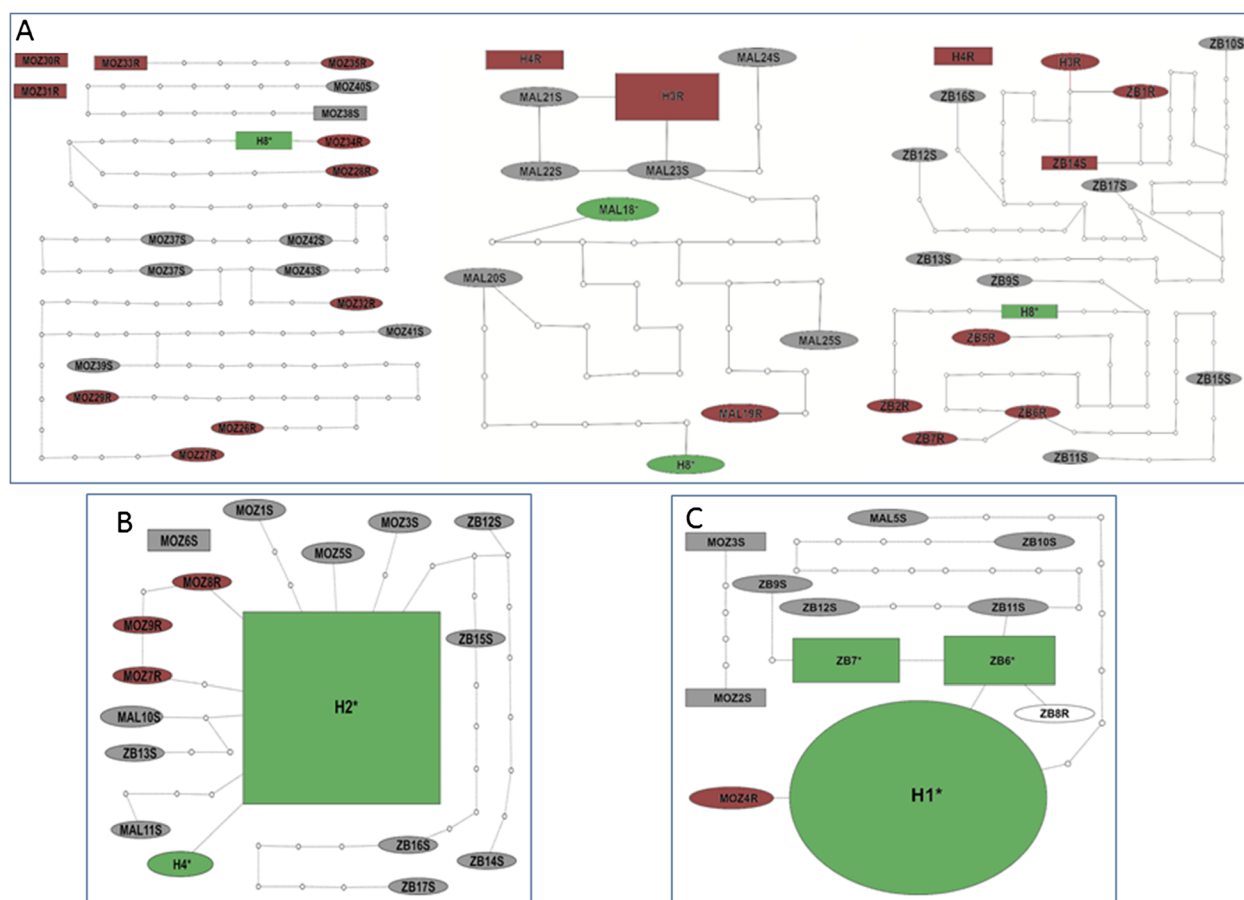 A
MOZ30R
MOZ33R
MOZ35R
MOZ31R
MOZ40S
MOZ38S
H8*
MOZ34R
MOZ28R
MOZ37S
MOZ42S
MOZ37S
MOZ43S
MOZ32R
MOZ41S
MOZ39S
MOZ29R
MOZ26R
MOZ27R
H4R
MAL24S
MAL21S
H3R
MAL22S
MAL23S
MAL18*
MAL20S
MAL25S
MAL19R
H8*
ZB10S
H4R
H3R
ZB16S
ZB1R
ZB12S
ZB14S
ZB17S
ZB13S
ZB9S
H8*
ZB5R
ZB15S
ZB2R
ZB6R
ZB7R
ZB11S
B
MOZ1S
MOZ3S
ZB12S
MOZ6S
MOZ5S
MOZ8R
MOZ9R
ZB15S
MOZ7R
H2*
MAL10S
ZB13S
MAL11S
H4*
ZB16S
ZB14S
ZB17S
C
MAL5S
MOZ3S
ZB10S
ZB9S
ZB12S
ZB11S
ZB7*
ZB6*
MOZ2S
ZB8R
MOZ4R
H1*